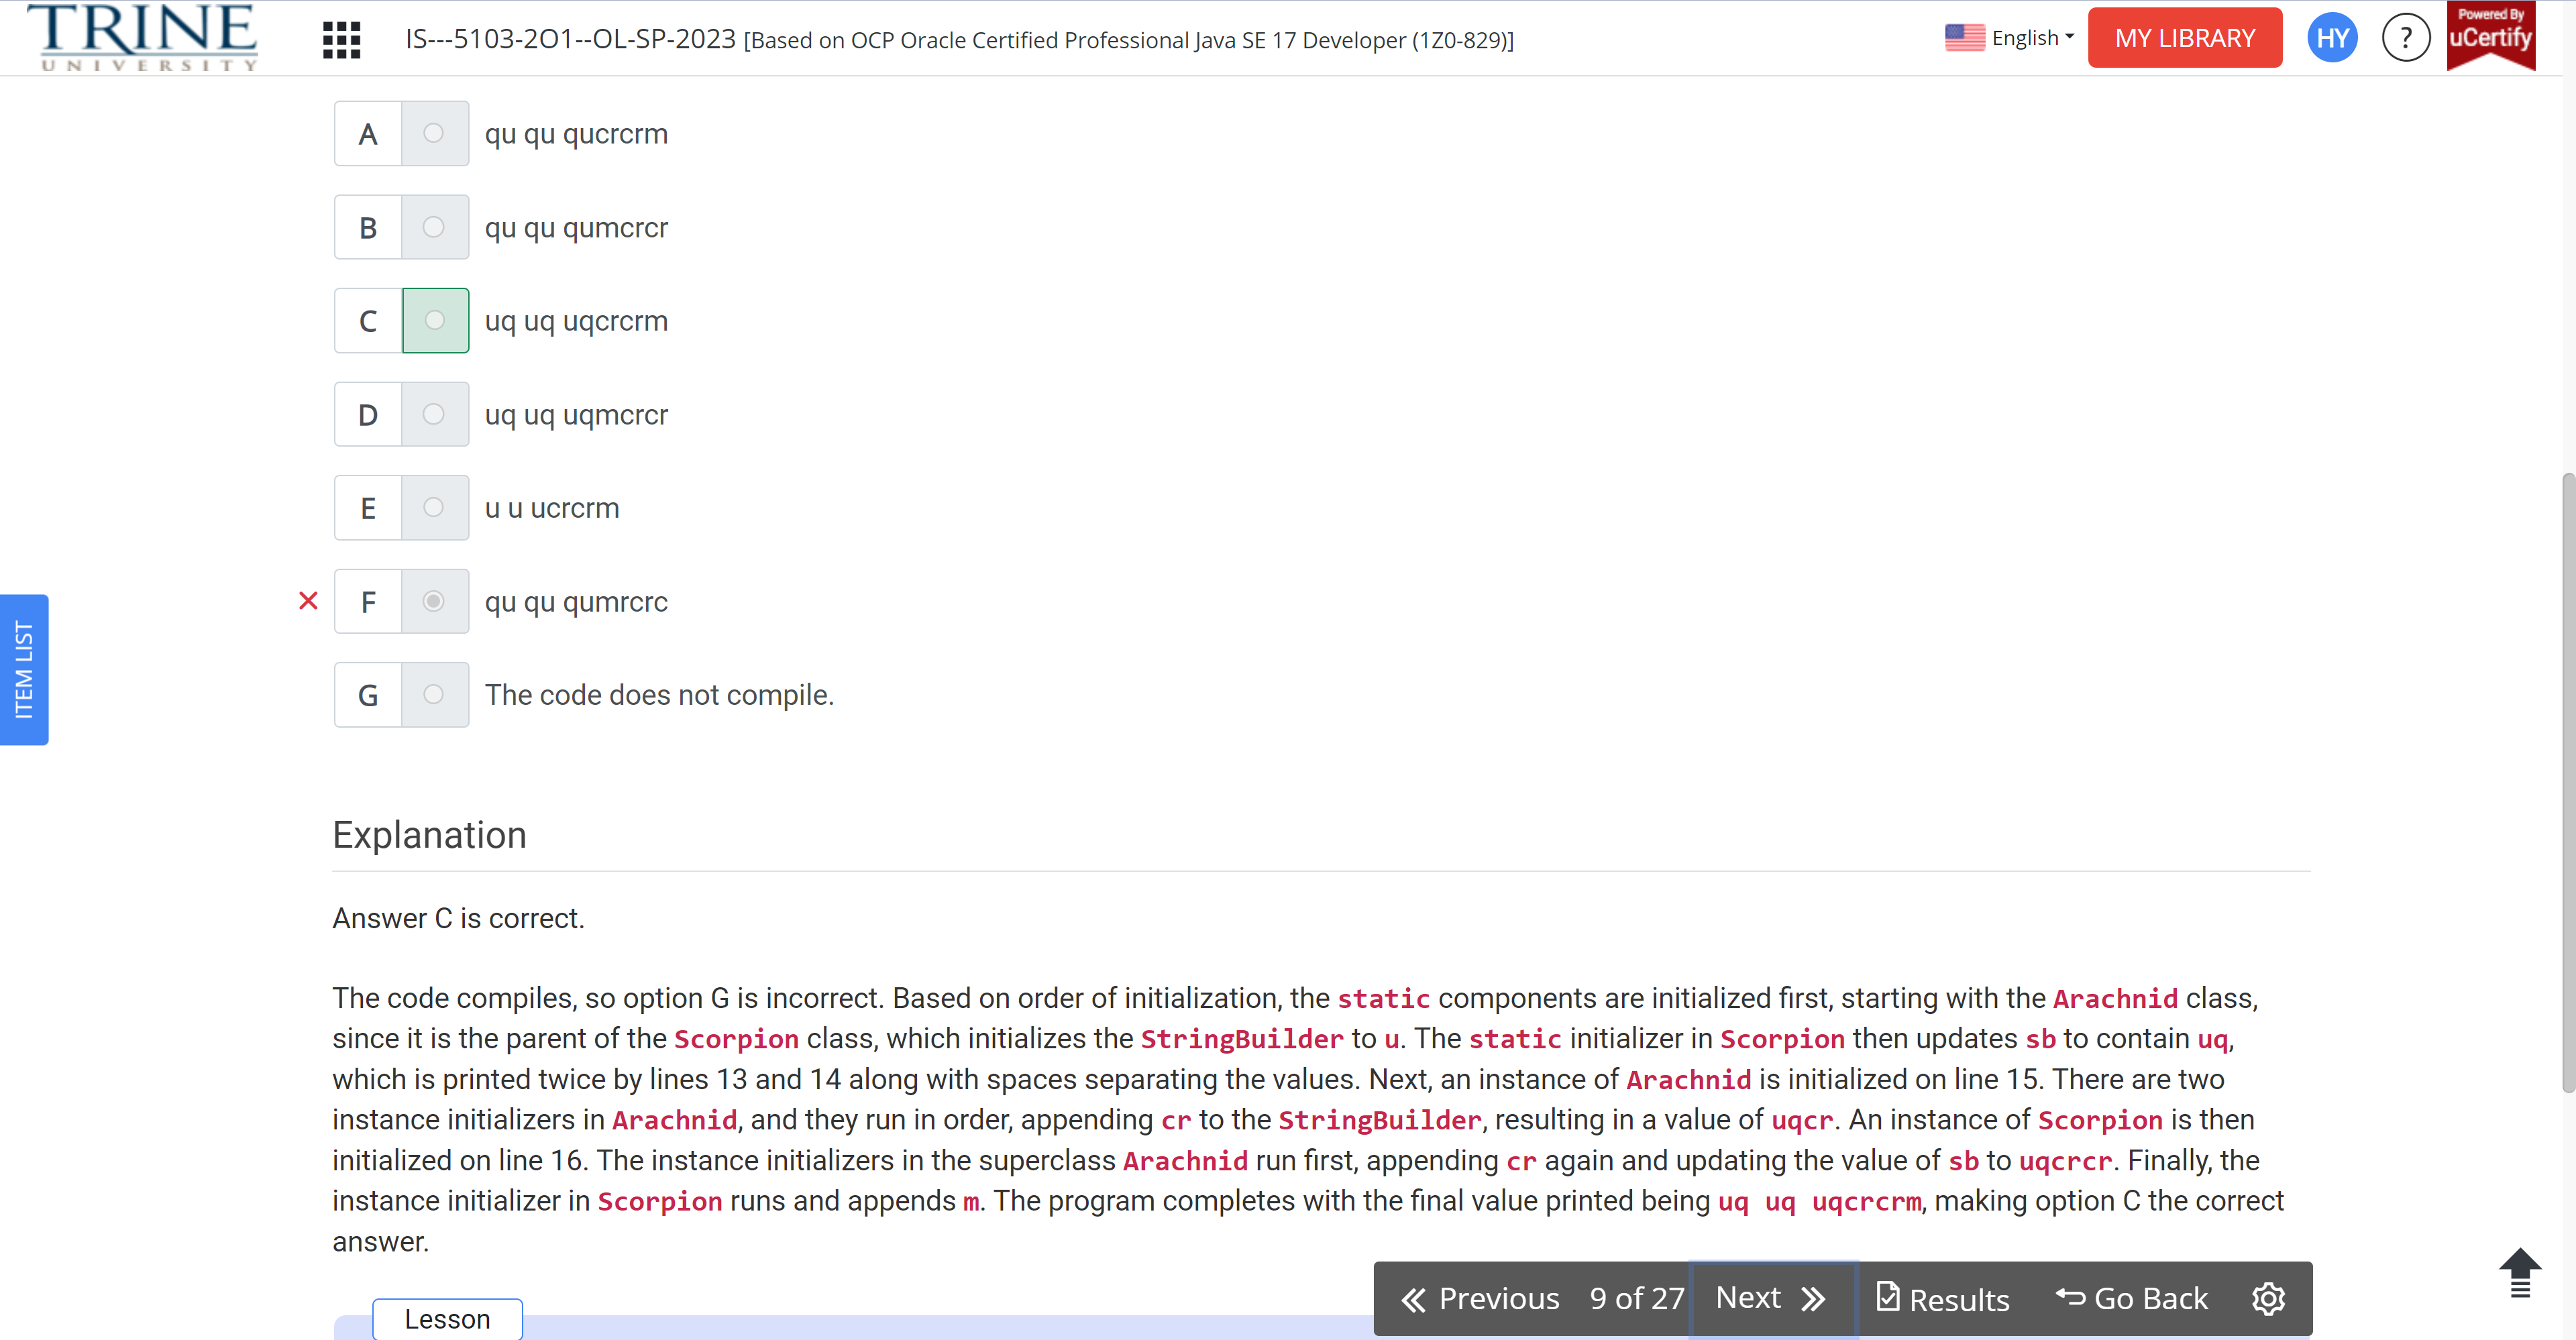 TRINE
UNIVERSITY
IS---5103-2O1--OL-SP-2023 [Based on OCP Oracle Certified Professional Java SE 17 Developer (1Z0-829)]
English
MY LIBRARY
HY
?
Powered By
uCertify
A qu qu qucrcrm
B qu qu qumcrcr
C uq uq uqcrcrm
D uq uq uqmcrcr
E u u ucrcrm
F qu qu qumrcrc
G The code does not compile.
ITEM LIST
Explanation
Answer C is correct.
The code compiles, so option G is incorrect. Based on order of initialization, the static components are initialized first, starting with the Arachnid class,
since it is the parent of the Scorpion class, which initializes the StringBuilder to u. The static initializer in Scorpion then updates sb to contain uq,
which is printed twice by lines 13 and 14 along with spaces separating the values. Next, an instance of Arachnid is initialized on line 15. There are two
instance initializers in Arachnid, and they run in order, appending cr to the StringBuilder, resulting in a value of uqcr. An instance of Scorpion is then
initialized on line 16. The instance initializers in the superclass Arachnid run first, appending cr again and updating the value of sb to uqcrcr. Finally, the
instance initializer in Scorpion runs and appends m. The program completes with the final value printed being uq uq uqcrcrm, making option C the correct
answer.
Previous 9 of 27 Next Results Go Back
Lesson